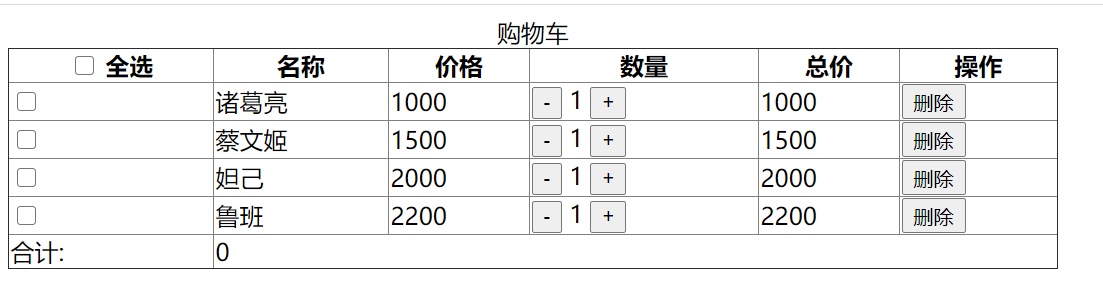 购物车
全选 名称 价格 数量 总价 操作
诸葛亮 1000 - 1 + 1000 删除
蔡文姬 1500 - 1 + 1500 删除
妲己 2000 - 1 + 2000 删除
鲁班 2200 - 1 + 2200 删除
合计: 0